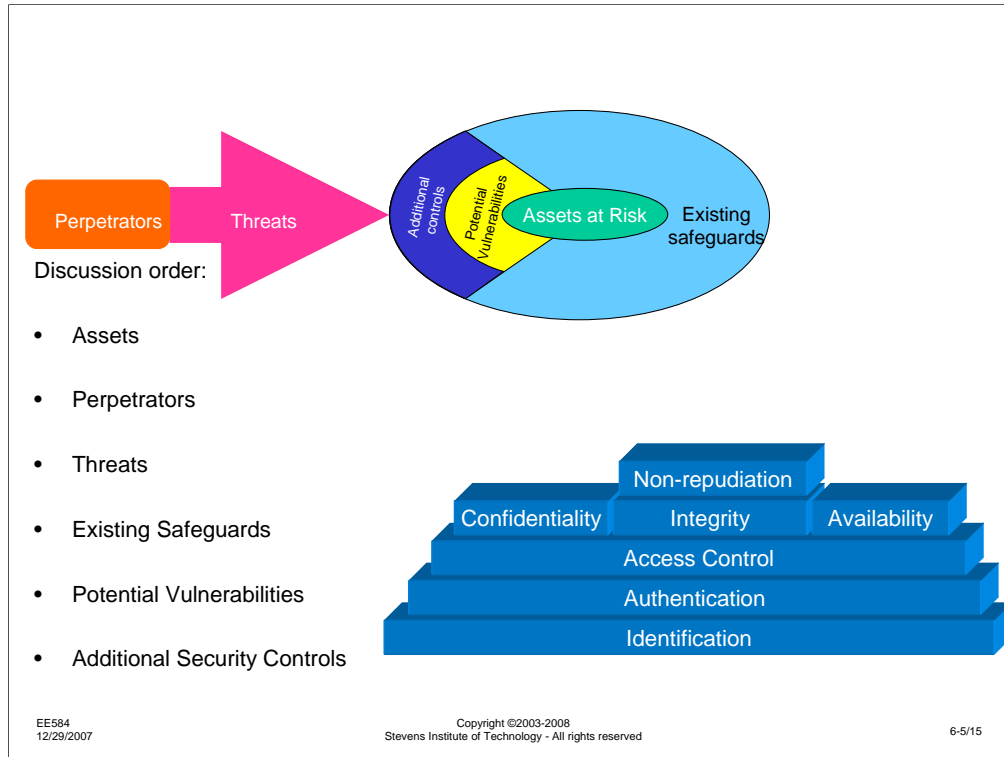 Perpetrators
Threats
Additional
controls
Potential
Vulnerabilities
Assets at Risk
Existing
safeguards
Discussion order:
• Assets
• Perpetrators
• Threats
• Existing Safeguards
• Potential Vulnerabilities
• Additional Security Controls
Non-repudiation
Confidentiality
Integrity
Availability
Access Control
Authentication
Identification
EE584
12/29/2007
Copyright ©2003-2008
Stevens Institute of Technology - All rights reserved
6-5/15